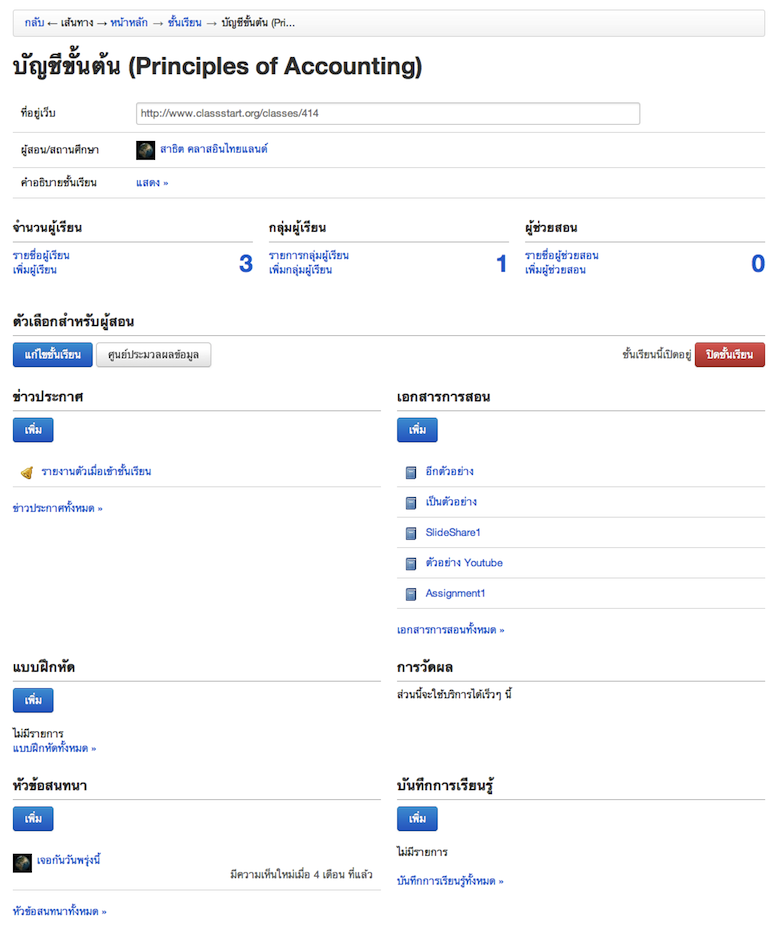 กลับ ← เส้นทาง → หน้าหลัก → ชั้นเรียน → บัญชีขั้นต้น (Pri...
บัญชีขั้นต้น (Principles of Accounting)
ที่อยู่เว็บ http://www.classstart.org/classes/414
ผู้สอน/สถานศึกษา สาธิต คลาสอินไทยแลนด์
คำอธิบายชั้นเรียน แสดง »
จำนวนผู้เรียน
รายชื่อผู้เรียน
เพิ่มผู้เรียน
3
กลุ่มผู้เรียน
รายการกลุ่มผู้เรียน
เพิ่มกลุ่มผู้เรียน
1
ผู้ช่วยสอน
รายชื่อผู้ช่วยสอน
เพิ่มผู้ช่วยสอน
0
ตัวเลือกสำหรับผู้สอน
แก้ไขชั้นเรียน ศูนย์ประมวลผลข้อมูล ชั้นเรียนนี้เปิดอยู่ ปิดชั้นเรียน
ข่าวประกาศ
เพิ่ม
รายงานตัวเมื่อเข้าชั้นเรียน
ข่าวประกาศทั้งหมด »
เอกสารการสอน
เพิ่ม
อีกตัวอย่าง
เป็นตัวอย่าง
SlideShare1
ตัวอย่าง Youtube
Assignment1
เอกสารการสอนทั้งหมด »
แบบฝึกหัด
เพิ่ม
ไม่มีรายการ
แบบฝึกหัดทั้งหมด »
การวัดผล
ส่วนนี้จะใช้บริการได้เร็วๆ นี้
หัวข้อสนทนา
เพิ่ม
เจอกันวันพรุ่งนี้
มีความเห็นใหม่เมื่อ 4 เดือน ที่แล้ว
หัวข้อสนทนาทั้งหมด »
บันทึกการเรียนรู้
เพิ่ม
ไม่มีรายการ
บันทึกการเรียนรู้ทั้งหมด »